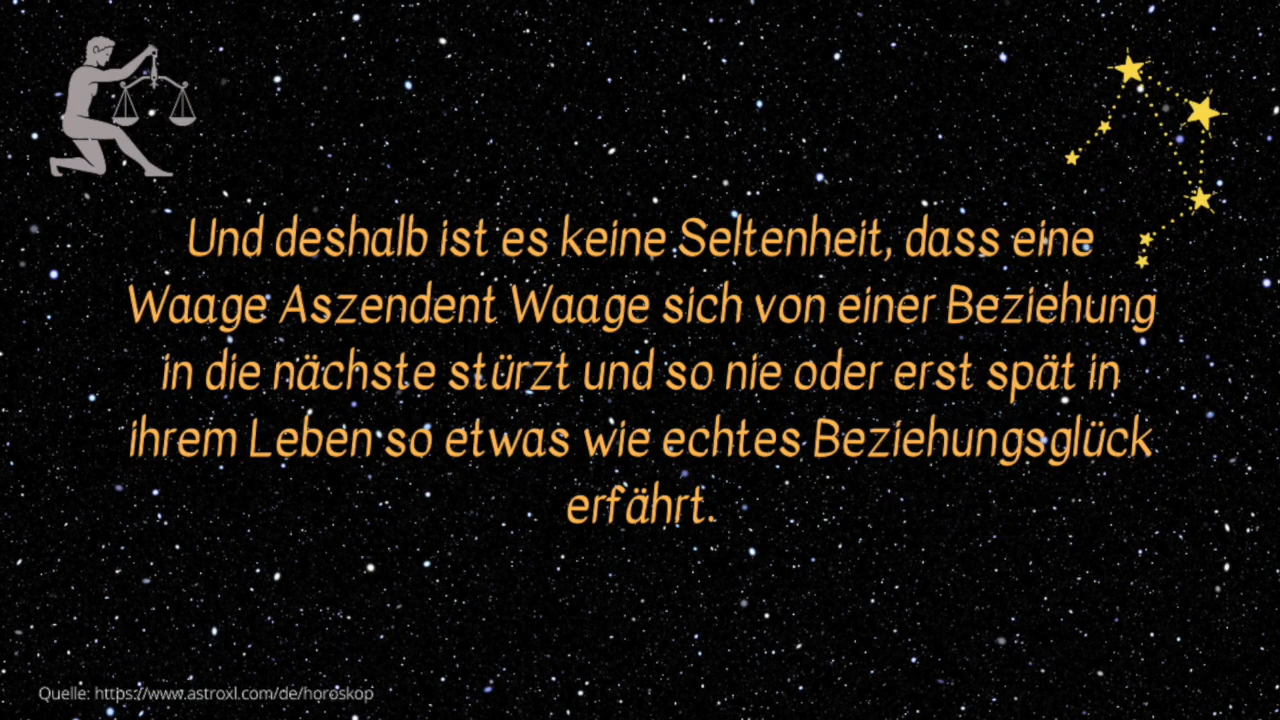 Und deshalb ist es keine Seltenheit, dass eine
Waage Aszendent Waage sich von einer Beziehung
in die nächste stürzt und so nie oder erst spät in
ihrem Leben so etwas wie echtes Beziehungsglück
erfährt.
Quelle: https://www.astroxl.com/de/horoskop